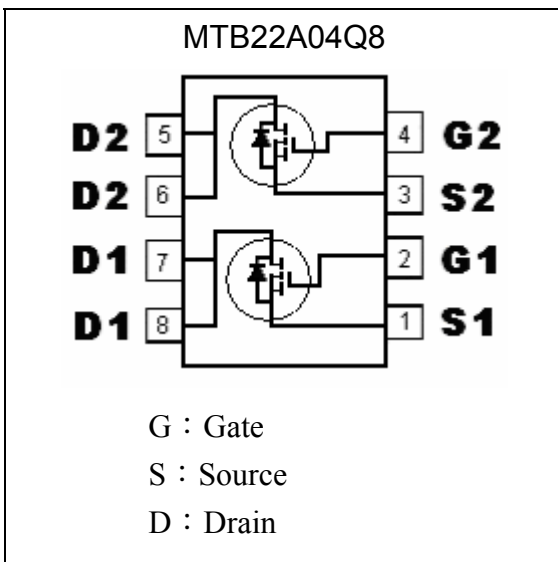 MTB22A04Q8
D2 5 4 G2
D2 6 3 S2
D1 7 2 G1
D1 8 1 S1
G：Gate
S：Source
D：Drain